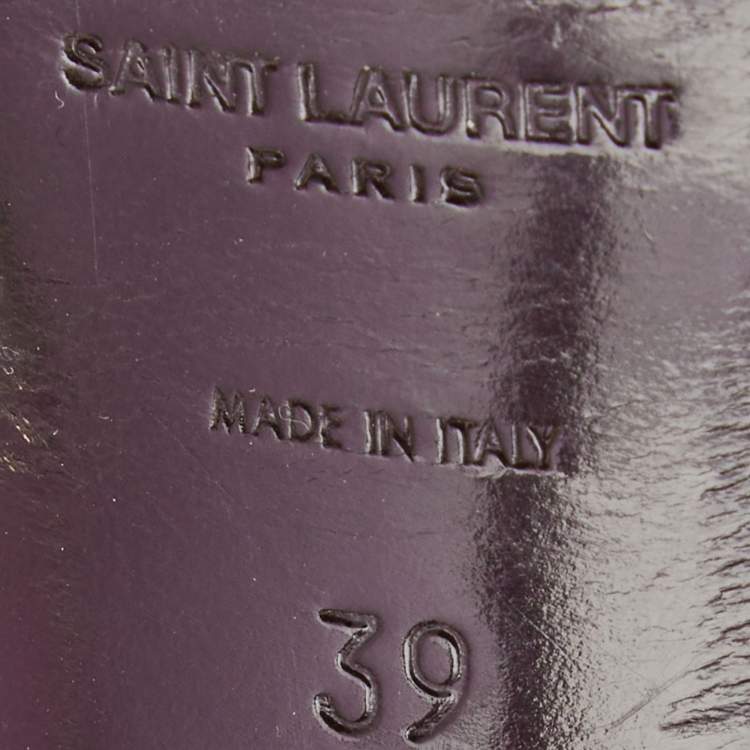 SAINT LAURENT
PARIS
MADE IN ITALY
39